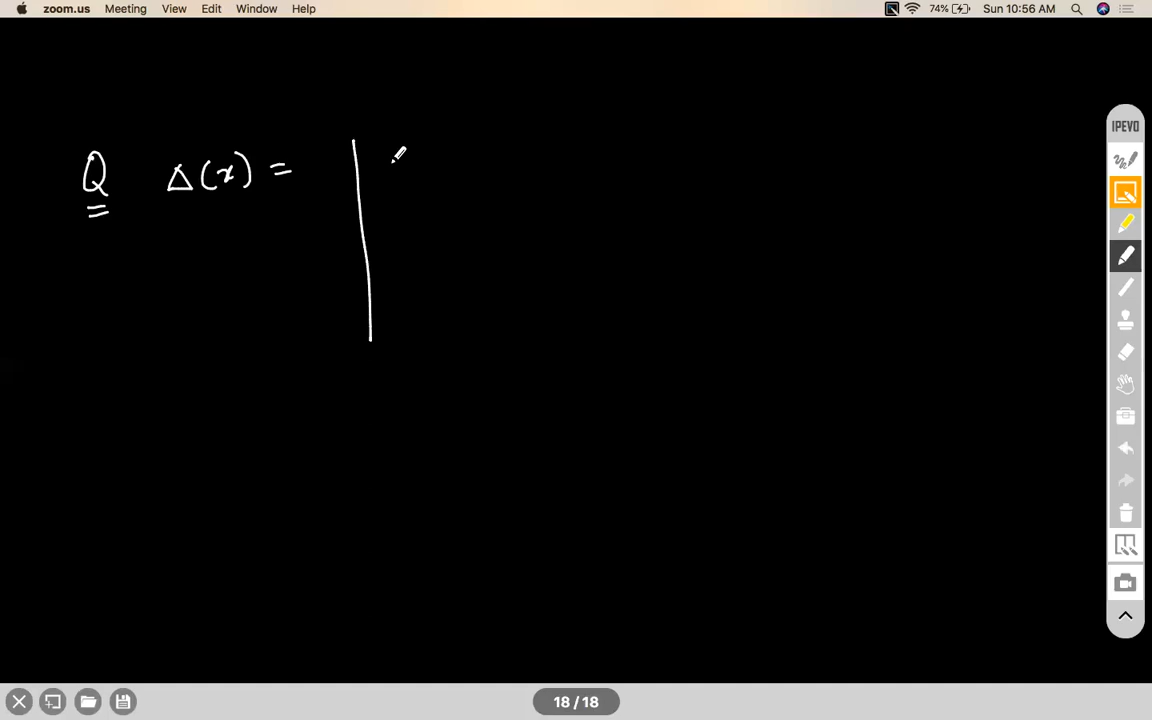 zoom.us Meeting View Edit Window Help 74% Sun 10:56 AM
IPEVO
Q Δ(x) = |
18 / 18